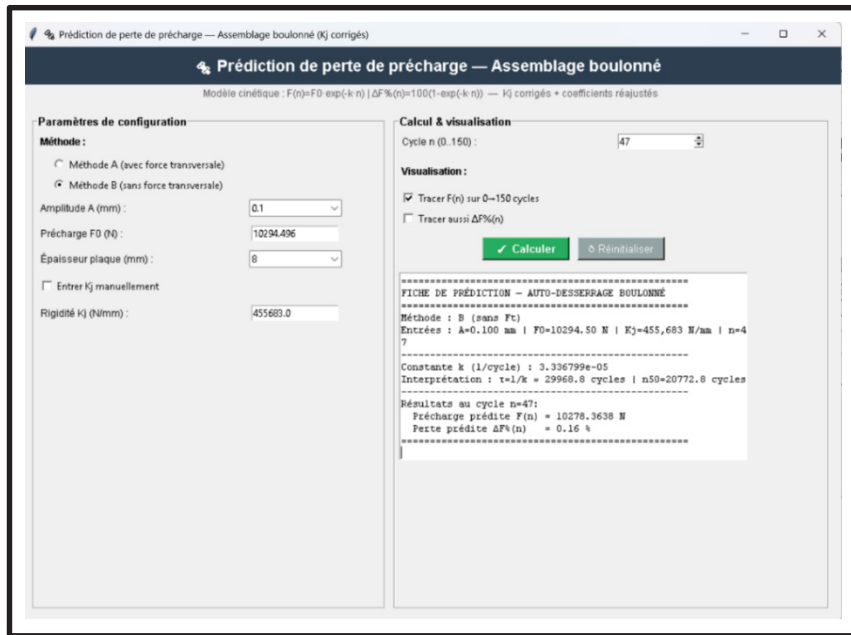 Prédiction de perte de précharge — Assemblage boulonné (Kj corrigés)
Prédiction de perte de précharge — Assemblage boulonné
Modèle cinétique : F(n)=F0·exp(-k·n) | ΔF%(n)=100(1-exp(-k·n)) — Kj corrigés + coefficients réajustés
Paramètres de configuration
Méthode :
Méthode A (avec force transversale)
Méthode B (sans force transversale)
Amplitude A (mm) :
0.1
Précharge F0 (N) :
10294.496
Épaisseur plaque (mm) :
8
Entrer Kj manuellement
Rigidité Kj (N/mm) :
455683.0
Calcul & visualisation
Cycle n (0..150) :
47
Visualisation :
Tracer F(n) sur 0→150 cycles
Tracer aussi ΔF%(n)
✓ Calculer
Réinitialiser
==================================================
FICHE DE PRÉDICTION — AUTO-DESSERRAGE BOULONNÉ
==================================================
Méthode : B (sans Ft)
Entrées : A=0.100 mm | F0=10294.50 N | Kj=455,683 N/mm | n=4
7
--------------------------------------------------
Constante k (1/cycle) : 3.336799e-05
Interprétation : τ=1/k = 29968.8 cycles | n50=20772.8 cycles
--------------------------------------------------
Résultats au cycle n=47:
Précharge prédite F(n) = 10278.3638 N
Perte prédite ΔF%(n) = 0.16 %
==================================================